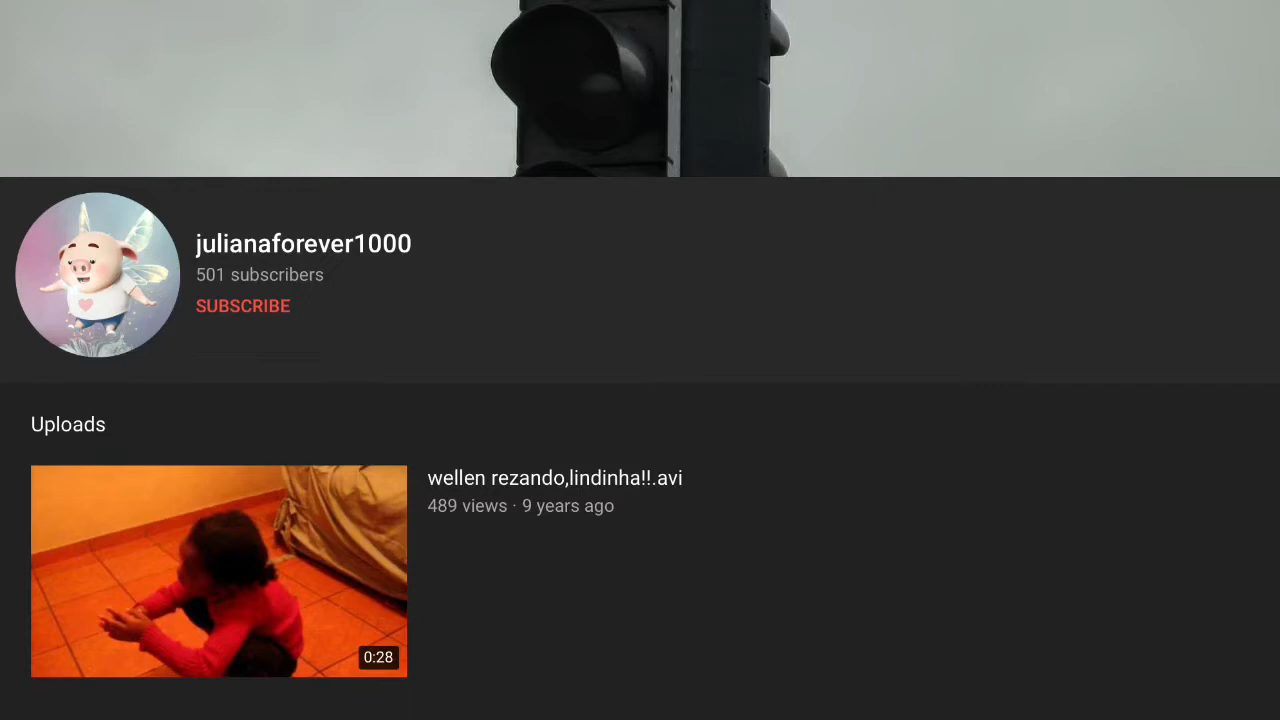 julianaforever1000
501 subscribers
SUBSCRIBE
Uploads
wellen rezando,lindinha!!.avi
489 views · 9 years ago
0:28